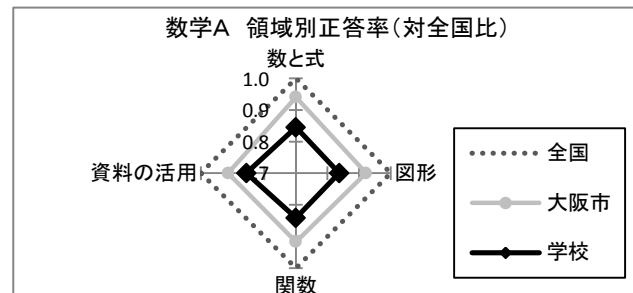 数学A 領域別正答率(対全国比)
数と式
1.0
0.9
0.8
7
資料の活用
図形
関数
全国
大阪市
学校